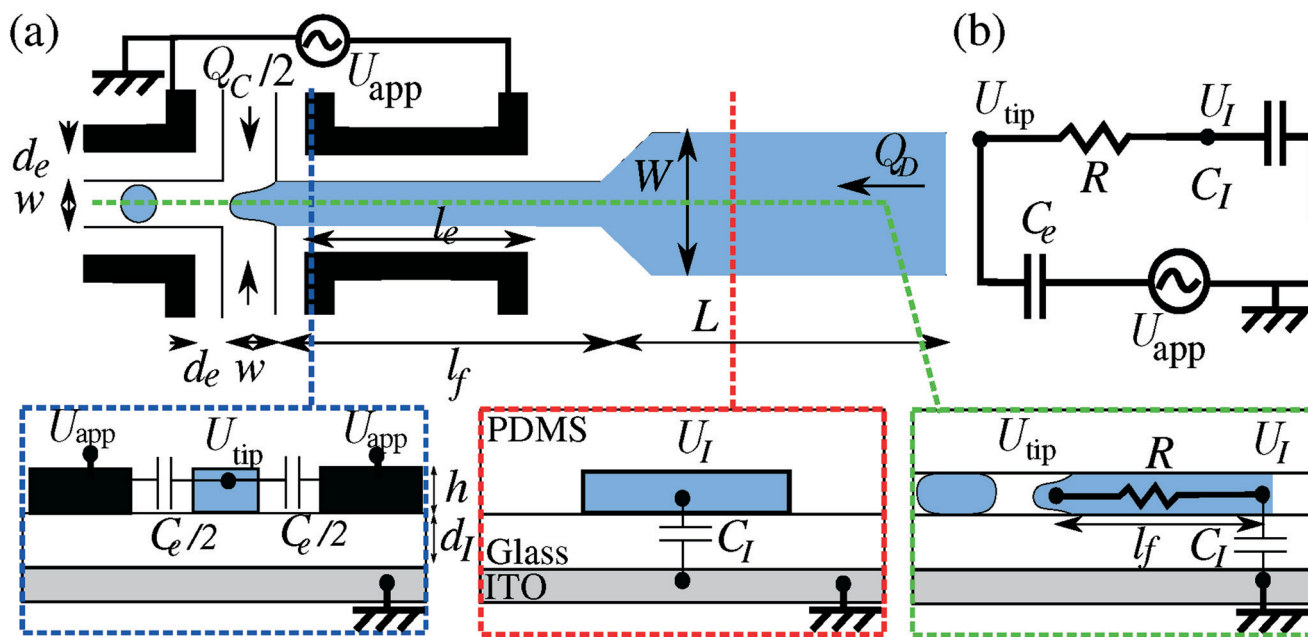 (a)
Q_C/2
U_app
d_e
w
W
Q_D
l_e
L
d_e w
l_f
(b)
U_tip
U_I
R
C_I
C_e
U_app
U_app
U_tip
U_app
C_e/2
C_e/2
h
d_I
PDMS
U_I
C_I
Glass
ITO
U_tip
R
U_I
l_f
C_I